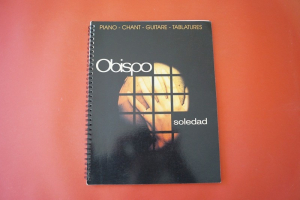 PIANO - CHANT - GUITARE - TABLATURES
Obispo
soledad